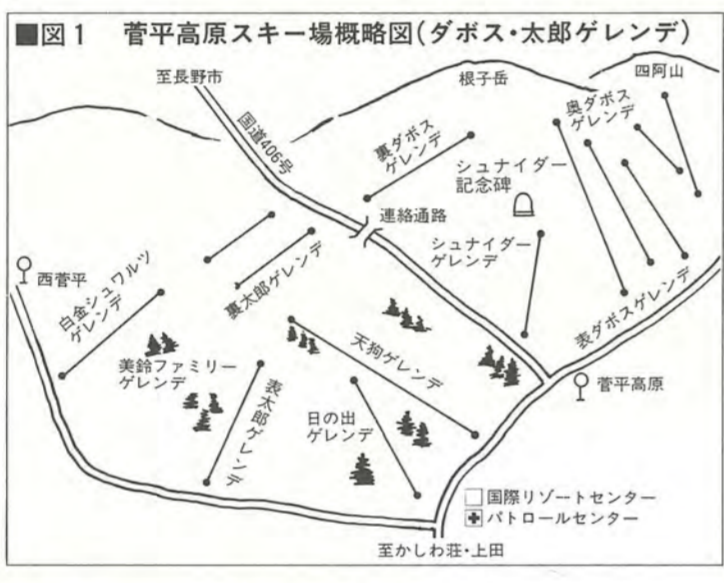 ■図1 菅平高原スキー場概略図(ダボス・太郎ゲレンデ)
至長野市
根子岳
四阿山
国道406号
裏ダボス
ゲレンデ
奥ダボス
ゲレンデ
シュナイダー
記念碑
連絡通路
シュナイダー
ゲレンデ
西菅平
白金シュワルツ
ゲレンデ
裏太郎ゲレンデ
表ダボスゲレンデ
天狗ゲレンデ
美鈴ファミリー
ゲレンデ
表太郎ゲレンデ
日の出
ゲレンデ
菅平高原
国際リゾートセンター
パトロールセンター
至かしわ荘・上田